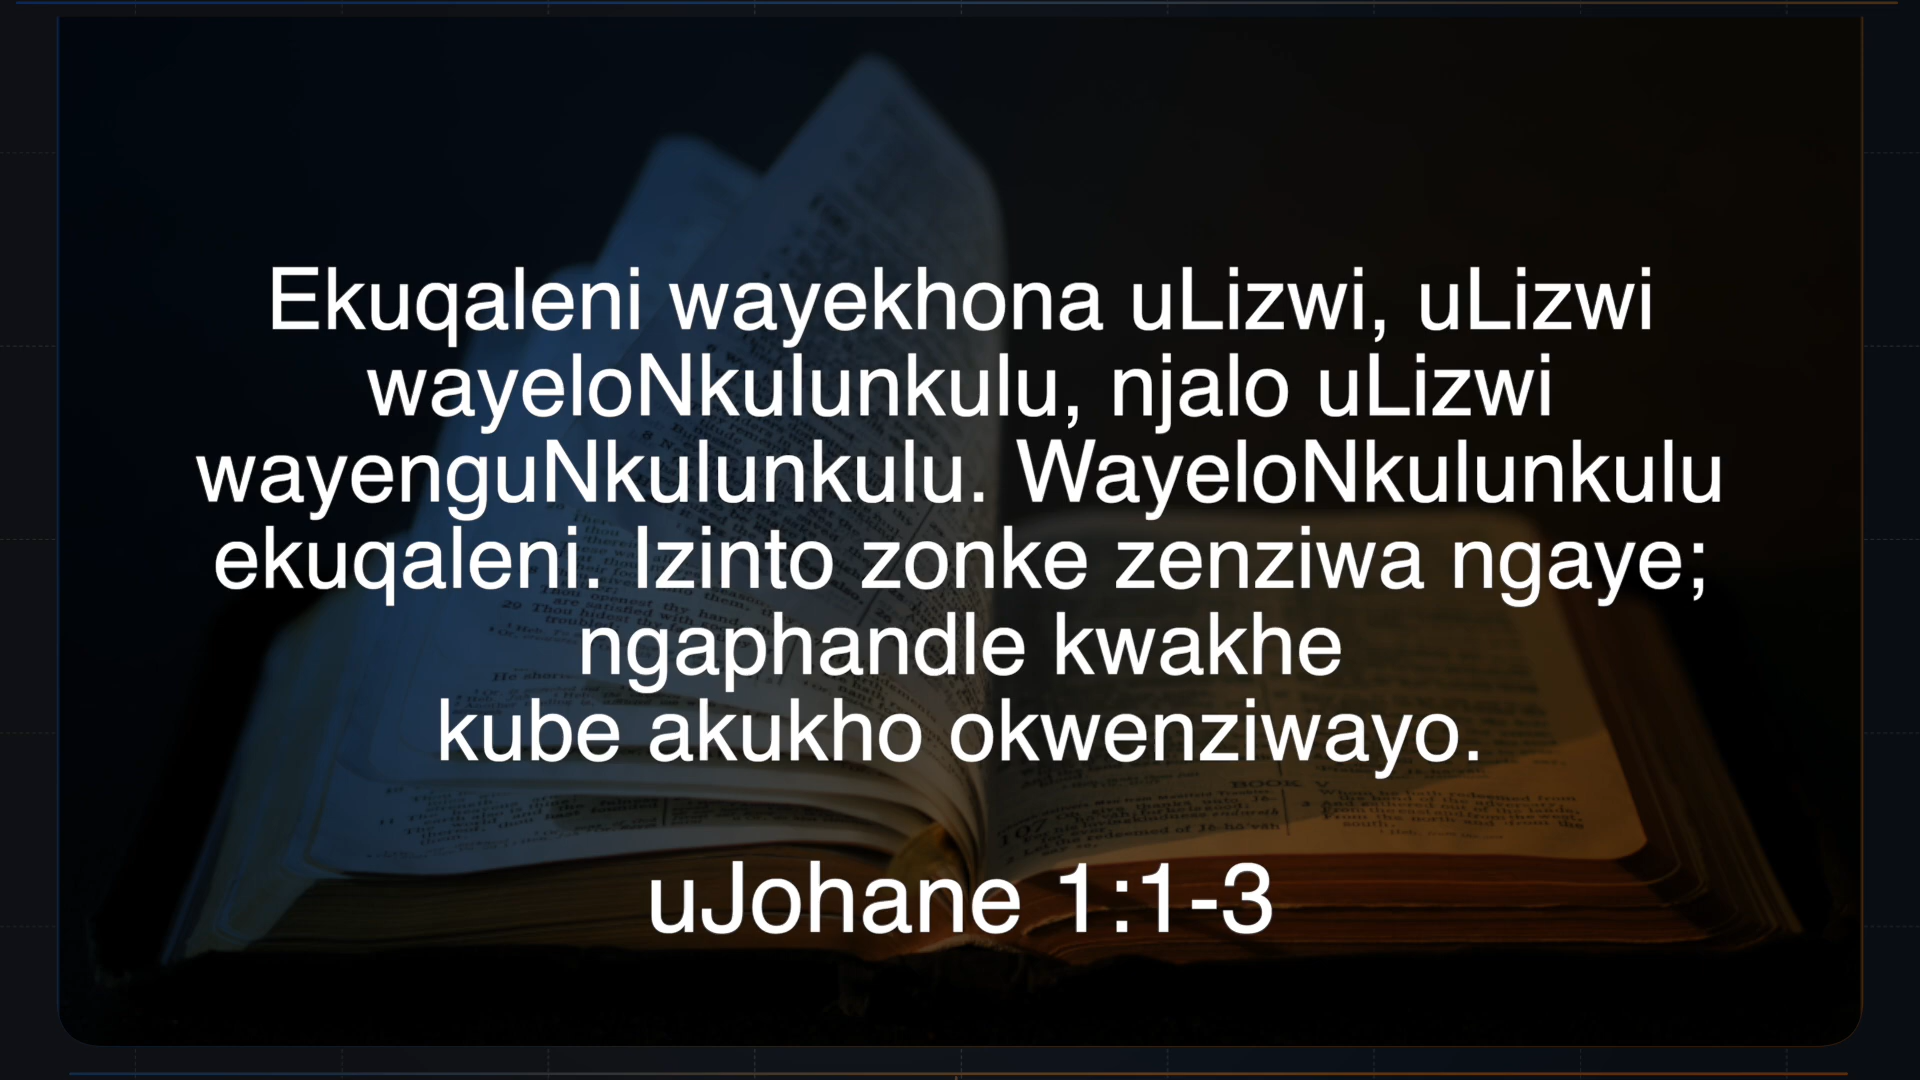 Ekuqaleni wayekhona uLizwi, uLizwi
wayeloNkulunkulu, njalo uLizwi
wayenguNkulunkulu. WayeloNkulunkulu
ekuqaleni. Izinto zonke zenziwa ngaye;
ngaphandle kwakhe
kube akukho okwenziwayo.
uJohane 1:1-3